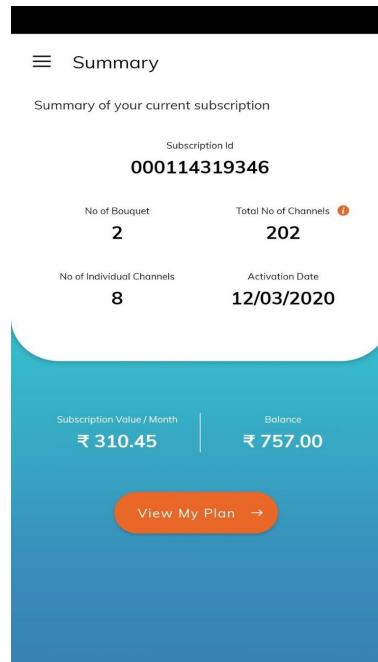 Summary
Summary of your current subscription
Subscription Id
000114319346
No of Bouquet
2
Total No of Channels i
202
No of Individual Channels
8
Activation Date
12/03/2020
Subscription Value / Month
₹ 310.45
Balance
₹ 757.00
View My Plan →